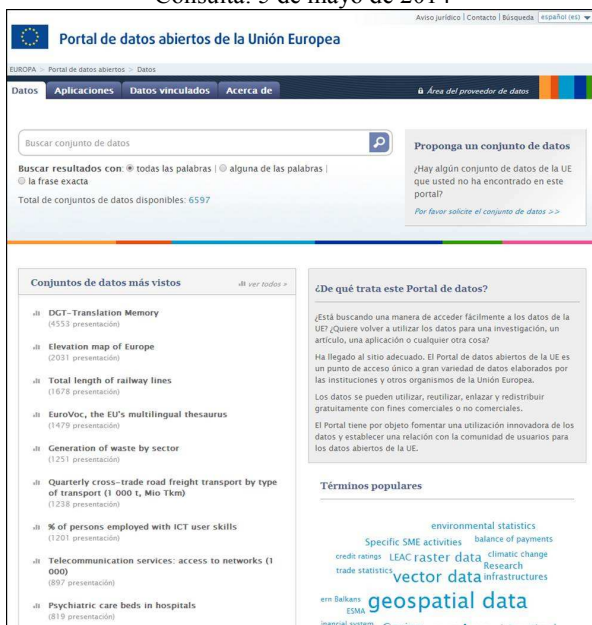 Consulta: 5 de mayo de 2014
Aviso jurídico | Contacto | Búsqueda español (es)
Portal de datos abiertos de la Unión Europea
EUROPA > Portal de datos abiertos > Datos
Datos Aplicaciones Datos vinculados Acerca de Área del proveedor de datos
Buscar conjunto de datos
Buscar resultados con: todas las palabras | alguna de las palabras |
la frase exacta
Total de conjuntos de datos disponibles: 6597
Proponga un conjunto de datos
¿Hay algún conjunto de datos de la UE
que usted no ha encontrado en este
portal?
Por favor solicite el conjunto de datos >>
Conjuntos de datos más vistos ver todos »
DGT-Translation Memory
(4553 presentación)
Elevation map of Europe
(2031 presentación)
Total length of railway lines
(1678 presentación)
EuroVoc, the EU's multilingual thesaurus
(1479 presentación)
Generation of waste by sector
(1251 presentación)
Quarterly cross-trade road freight transport by type
of transport (1 000 t, Mio Tkm)
(1238 presentación)
% of persons employed with ICT user skills
(1201 presentación)
Telecommunication services: access to networks (1
000)
(897 presentación)
Psychiatric care beds in hospitals
(819 presentación)
¿De qué trata este Portal de datos?
¿Está buscando una manera de acceder fácilmente a los datos de la
UE? ¿Quiere volver a utilizar los datos para una investigación, un
artículo, una aplicación o cualquier otra cosa?
Ha llegado al sitio adecuado. El Portal de datos abiertos de la UE es
un punto de acceso único a gran variedad de datos elaborados por
las instituciones y otros organismos de la Unión Europea.
Los datos se pueden utilizar, reutilizar, enlazar y redistribuir
gratuitamente con fines comerciales o no comerciales.
El Portal tiene por objeto fomentar una utilización innovadora de los
datos y establecer una relación con la comunidad de usuarios para
los datos abiertos de la UE.
Términos populares
environmental statistics
Specific SME activities balance of payments
credit ratings LEAC raster data climatic change
trade statistics vector data Research
infrastructures
ern Balkans ESMA geospatial data